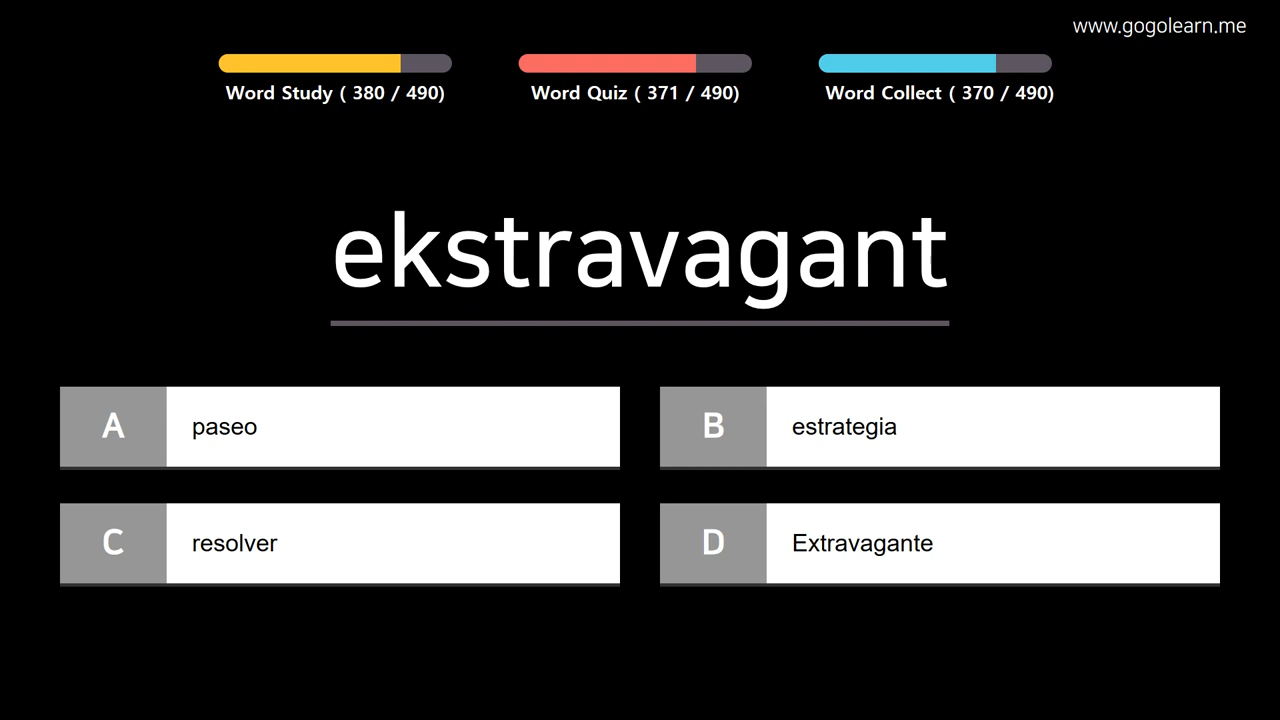 www.gogolearn.me
Word Study ( 380 / 490)
Word Quiz ( 371 / 490)
Word Collect ( 370 / 490)
ekstravagant
A paseo
B estrategia
C resolver
D Extravagante